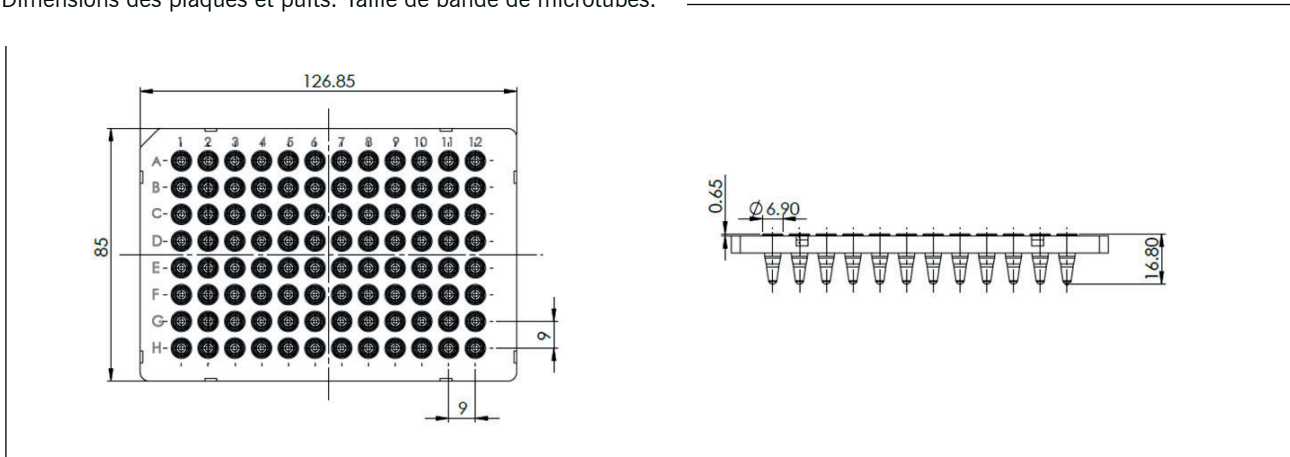 Dimensions des plaques et puits. Taille de bande de microtubes.
126.85
1 2 3 4 5 6 7 8 9 10 11 12
A
B
C
D
E
F
G
H
85
9
9
0.65
Ø 6.90
16.80